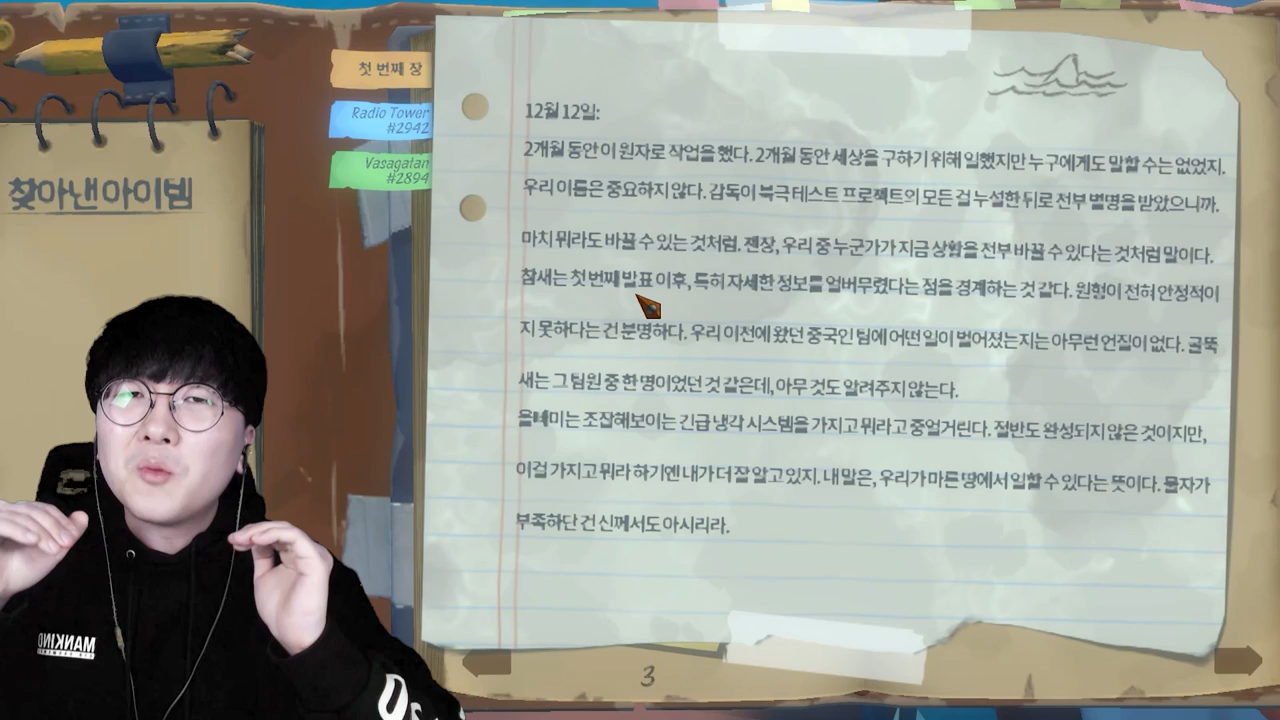 찾아낸 아이템
첫 번째 장
Radio Tower
#2942
Vasagatan
#2894
12월 12일:
2개월 동안 이 원자로 작업을 했다. 2개월 동안 세상을 구하기 위해 일했지만 누구에게도 말할 수는 없었지.
우리 이름은 중요하지 않다. 감독이 북극 테스트 프로젝트의 모든 걸 누설한 뒤로 전부 별명을 받았으니까.
마치 뭐라도 바꿀 수 있는 것처럼. 젠장, 우리 중 누군가가 지금 상황을 전부 바꿀 수 있다는 것처럼 말이다.
참새는 첫 번째 발표 이후, 특히 자세한 정보를 얼버무렸다는 점을 경계하는 것 같다. 원형이 전혀 안정적이
지 못하다는 건 분명하다. 우리 이전에 왔던 중국인 팀에 어떤 일이 벌어졌는지는 아무런 언질이 없다. 굴뚝
새는 그 팀원 중 한 명이었던 것 같은데, 아무 것도 알려주지 않는다.
올빼미는 조잡해보이는 긴급 냉각 시스템을 가지고 뭐라고 중얼거린다. 절반도 완성되지 않은 것이지만,
이걸 가지고 뭐라 하기엔 내가 더 잘 알고 있지. 내 말은, 우리가 마른 땅에서 일할 수 있다는 뜻이다. 물자가
부족하단 건 신께서도 아시리라.
MANKIND
3